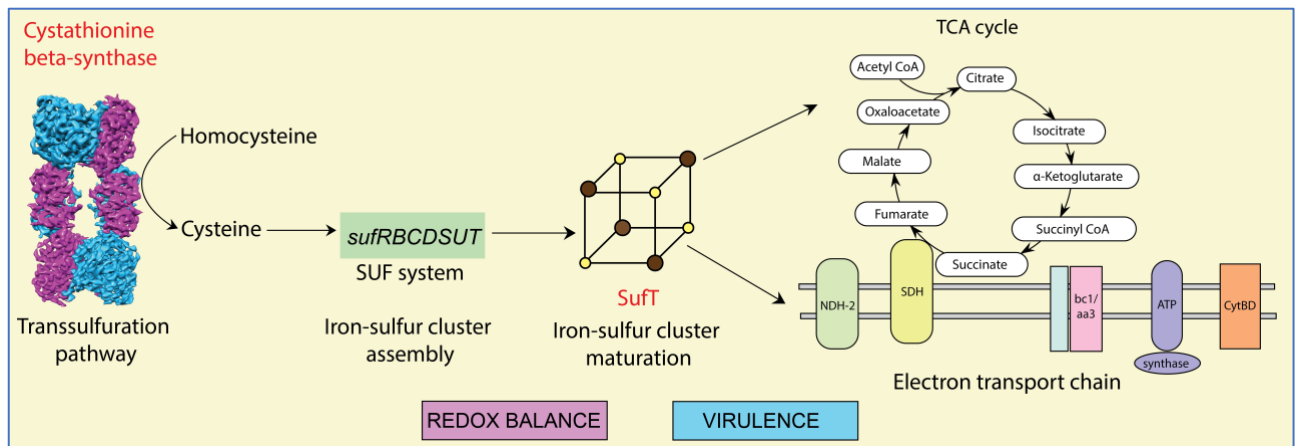 Cystathionine
beta-synthase
Homocysteine
Cysteine
Transsulfuration
pathway
sufRBCDSUT
SUF system
Iron-sulfur cluster
assembly
SufT
Iron-sulfur cluster
maturation
TCA cycle
Acetyl CoA
Citrate
Oxaloacetate
Isocitrate
Malate
α-Ketoglutarate
Fumarate
Succinyl CoA
Succinate
NDH-2
SDH
bc1/
aa3
ATP
synthase
CytBD
Electron transport chain
REDOX BALANCE
VIRULENCE